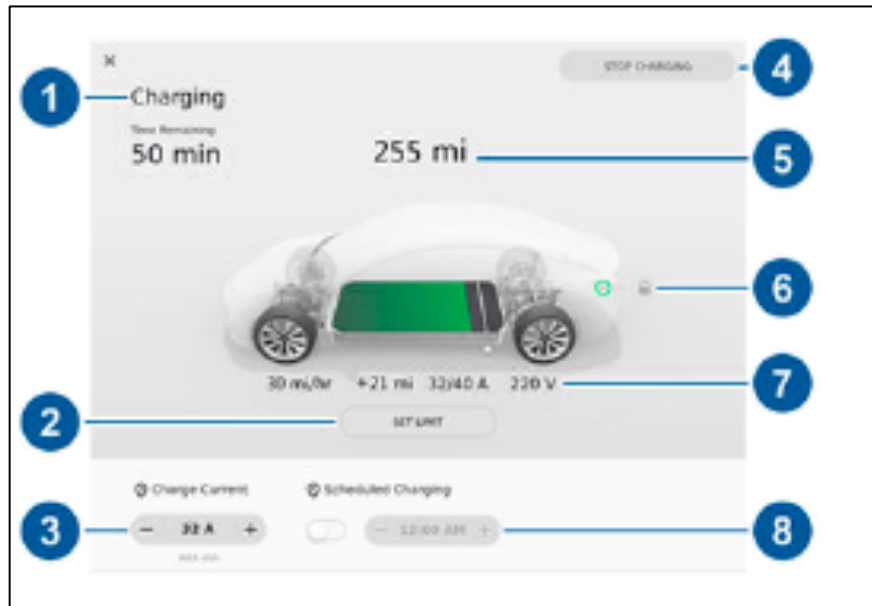 4
STOP CHARGING
1
Charging
Time Remaining
50 min
255 mi
5
6
30 mi/hr +21 mi 32/40 A 220 V
7
2
SET LIMIT
Charge Current
Scheduled Charging
3
− 32 A +
− 12:00 AM +
8